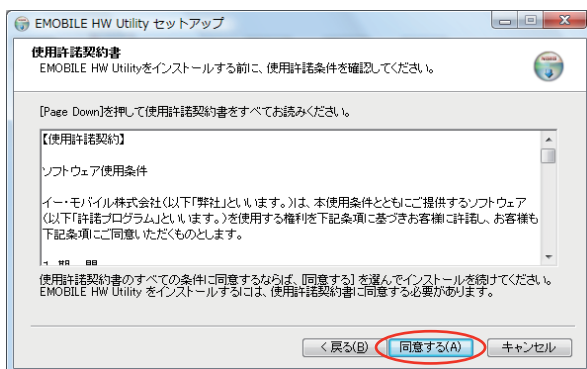 EMOBILE HW Utility セットアップ
使用許諾契約書
EMOBILE HW Utilityをインストールする前に、使用許諾条件を確認してください。
[Page Down]を押して使用許諾契約書をすべてお読みください。
【使用許諾契約】
ソフトウェア使用条件
イー・モバイル株式会社(以下「弊社」といいます。)は、本使用条件とともにご提供するソフトウェア
(以下「許諾プログラム」といいます。)を使用する権利を下記条項に基づきお客様に許諾し、お客様も
下記条項にご同意いただくものとします。
使用許諾契約書のすべての条件に同意するならば、[同意する] を選んでインストールを続けてください。
EMOBILE HW Utility をインストールするには、使用許諾契約書に同意する必要があります。
< 戻る(B)
同意する(A)
キャンセル